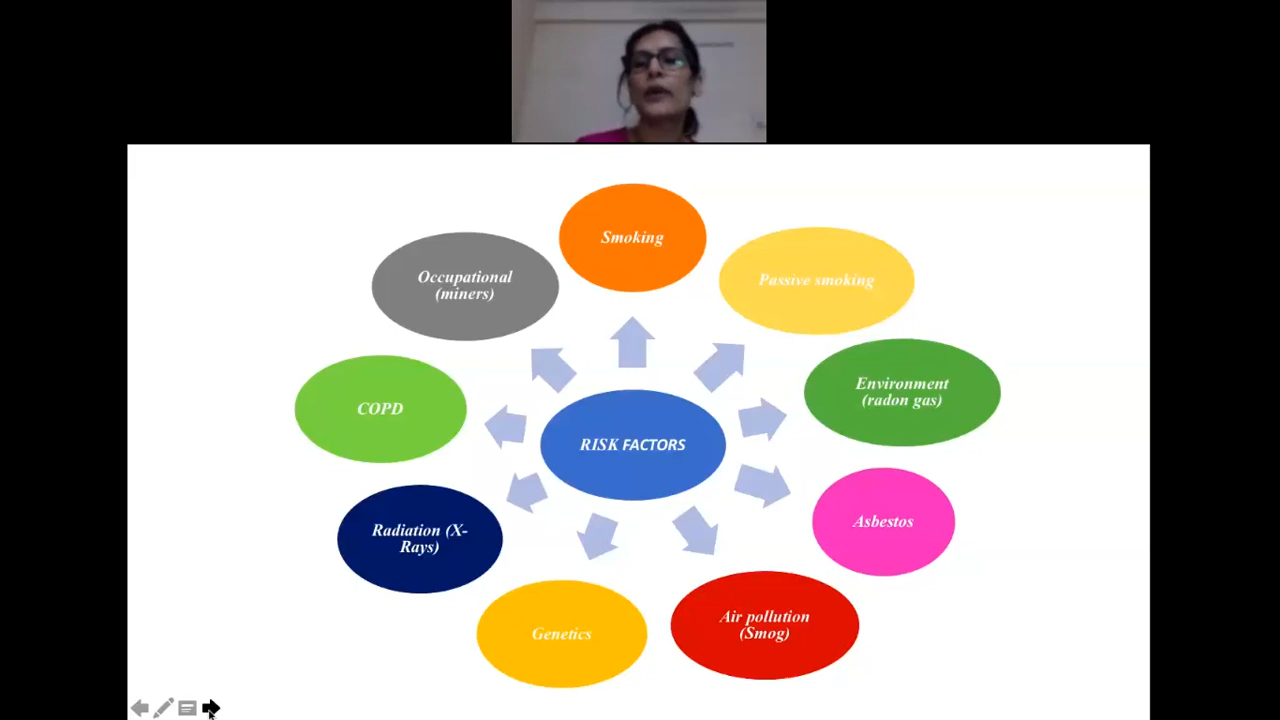 Smoking
Passive smoking
Environment
(radon gas)
Asbestos
Air pollution
(Smog)
Genetics
Radiation (X-
Rays)
COPD
Occupational
(miners)
RISK FACTORS